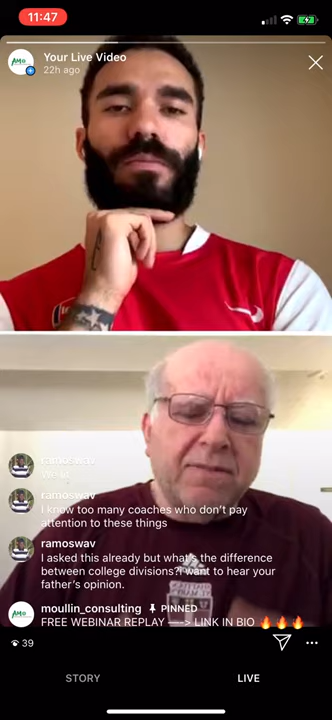 11:47
Your Live Video
22h ago
ramoswav
ramoswav
I know too many coaches who don't pay
attention to these things
ramoswav
I asked this already but what's the difference
between college divisions?I want to hear your
father's opinion.
moullin_consulting PINNED
FREE WEBINAR REPLAY —-> LINK IN BIO 🔥🔥🔥
39
STORY
LIVE